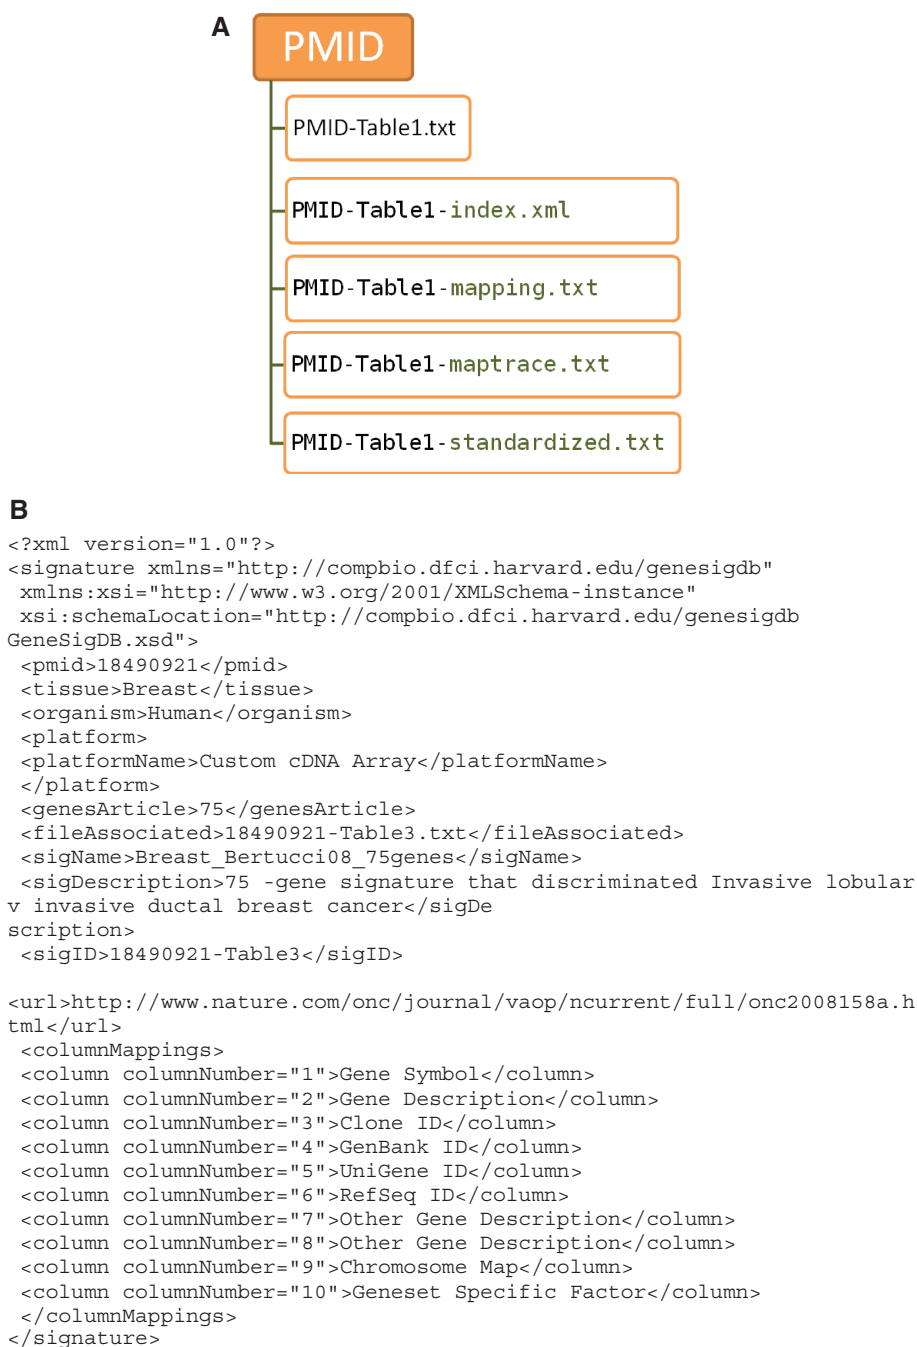 A
PMID
PMID-Table1.txt
PMID-Table1-index.xml
PMID-Table1-mapping.txt
PMID-Table1-maptrace.txt
PMID-Table1-standardized.txt
B
<?xml version="1.0"?>
<signature xmlns="http://compbio.dfci.harvard.edu/genesigdb"
xmlns:xsi="http://www.w3.org/2001/XMLSchema-instance"
xsi:schemaLocation="http://compbio.dfci.harvard.edu/genesigdb
GeneSigDB.xsd">
<pmid>18490921</pmid>
<tissue>Breast</tissue>
<organism>Human</organism>
<platform>
<platformName>Custom cDNA Array</platformName>
</platform>
<genesArticle>75</genesArticle>
<fileAssociated>18490921-Table3.txt</fileAssociated>
<sigName>Breast_Bertucci08_75genes</sigName>
<sigDescription>75 -gene signature that discriminated Invasive lobular
v invasive ductal breast cancer</sigDe
scription>
<sigID>18490921-Table3</sigID>
<url>http://www.nature.com/onc/journal/vaop/ncurrent/full/onc2008158a.h
tml</url>
<columnMappings>
<column columnNumber="1">Gene Symbol</column>
<column columnNumber="2">Gene Description</column>
<column columnNumber="3">Clone ID</column>
<column columnNumber="4">GenBank ID</column>
<column columnNumber="5">UniGene ID</column>
<column columnNumber="6">RefSeq ID</column>
<column columnNumber="7">Other Gene Description</column>
<column columnNumber="8">Other Gene Description</column>
<column columnNumber="9">Chromosome Map</column>
<column columnNumber="10">Geneset Specific Factor</column>
</columnMappings>
</signature>